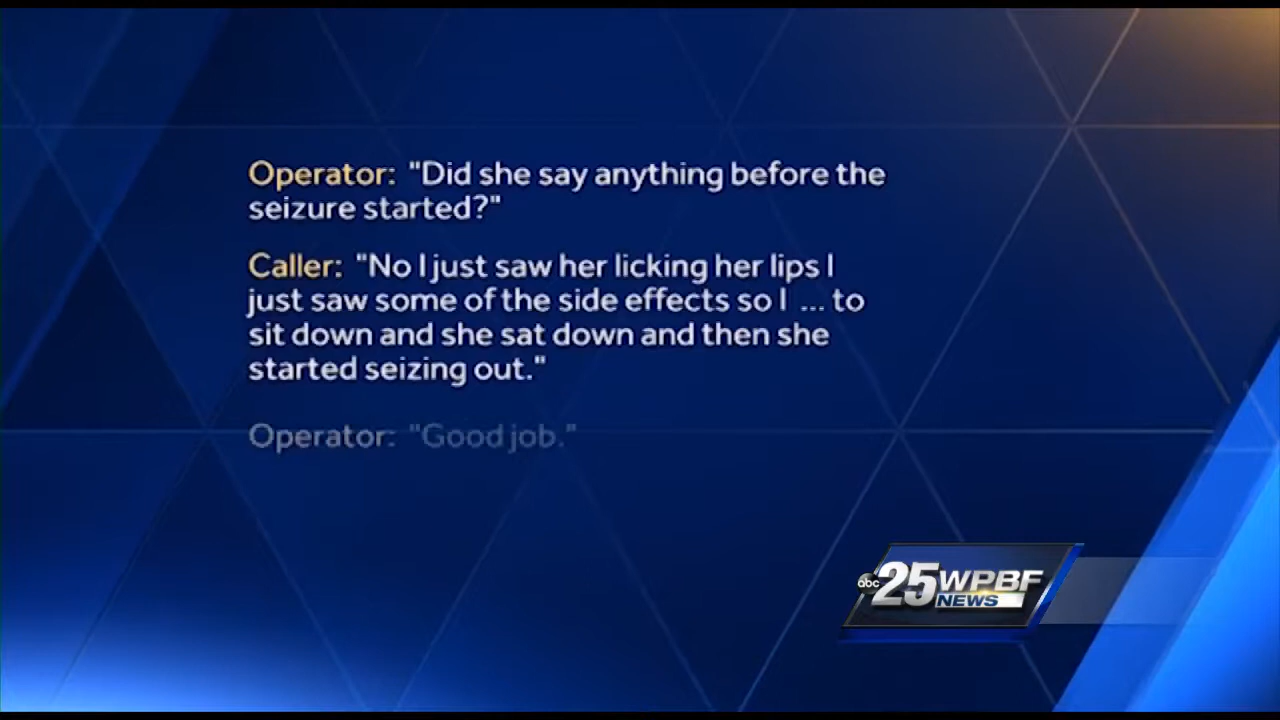 Operator: "Did she say anything before the
seizure started?"
Caller: "No I just saw her licking her lips I
just saw some of the side effects so I ... to
sit down and she sat down and then she
started seizing out."
Operator: "Good job."
abc 25 WPBF
NEWS